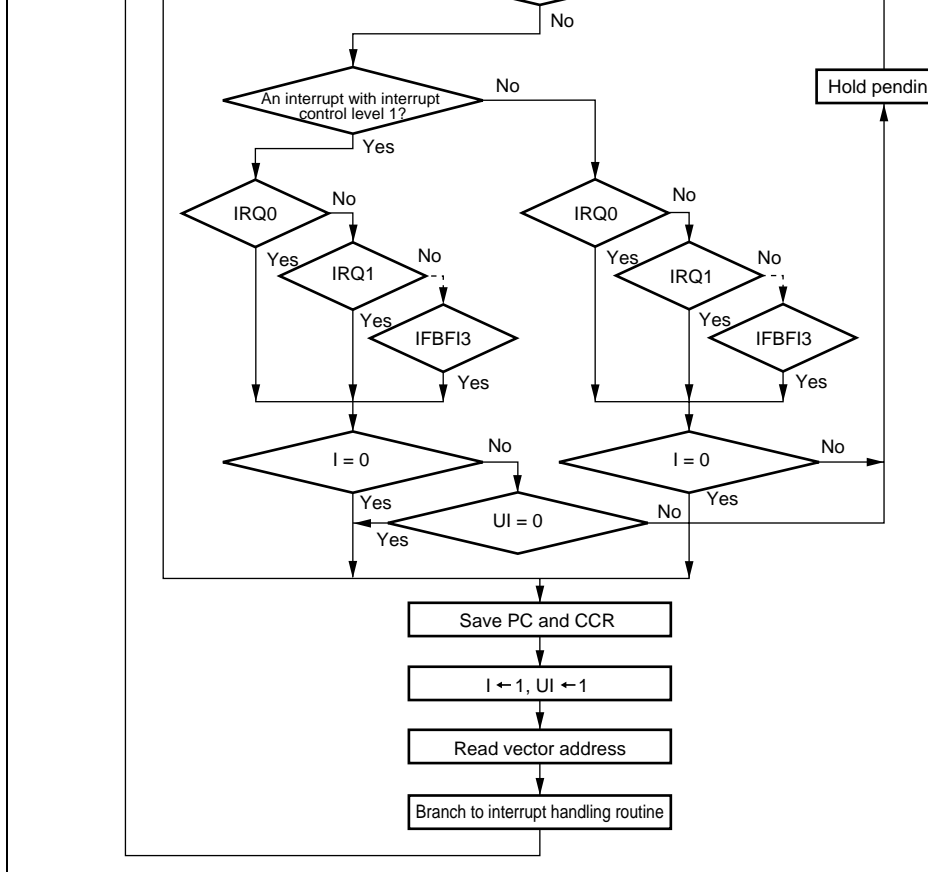 No
An interrupt with interrupt
control level 1?
No
Hold pendin
Yes
IRQ0
No
IRQ0
No
Yes
IRQ1
No
Yes
IRQ1
No
Yes
IFBFI3
Yes
IFBFI3
Yes
Yes
I = 0
No
I = 0
No
Yes
Yes
UI = 0
No
Yes
Save PC and CCR
I ← 1, UI ← 1
Read vector address
Branch to interrupt handling routine